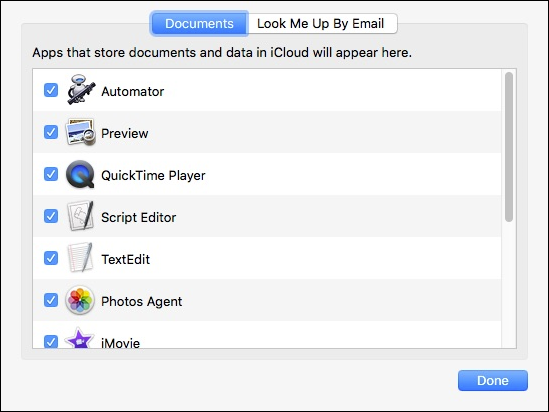 Documents
Look Me Up By Email
Apps that store documents and data in iCloud will appear here.
Automator
Preview
QuickTime Player
Script Editor
TextEdit
Photos Agent
iMovie
Done